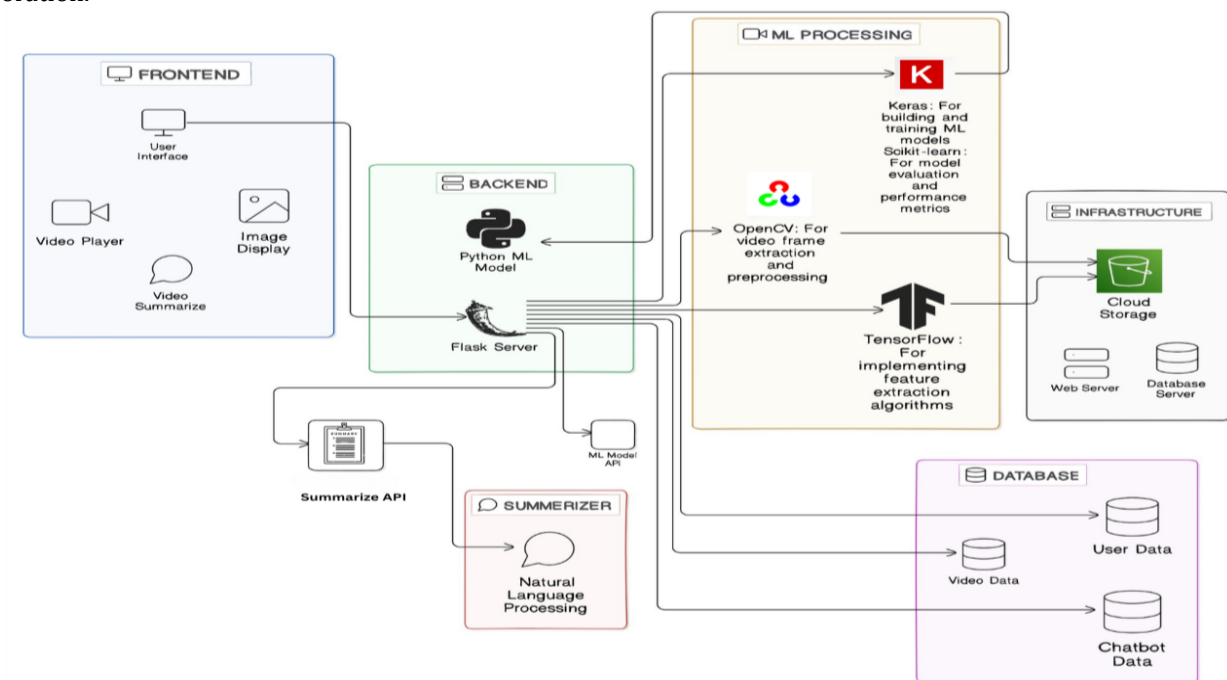 FRONTEND
User
Interface
Video Player
Image
Display
Video
Summarize
BACKEND
Python ML
Model
Flask Server
ML PROCESSING
K
Keras: For
building and
training ML
models
Scikit-learn:
For model
evaluation
and
performance
metrics
OpenCV: For
video frame
extraction
and
preprocessing
TensorFlow:
For
implementing
feature
extraction
algorithms
INFRASTRUCTURE
Cloud
Storage
Web Server
Database
Server
SUMMARY
Summarize API
ML Model
API
SUMMERIZER
Natural
Language
Processing
DATABASE
User Data
Video Data
Chatbot
Data